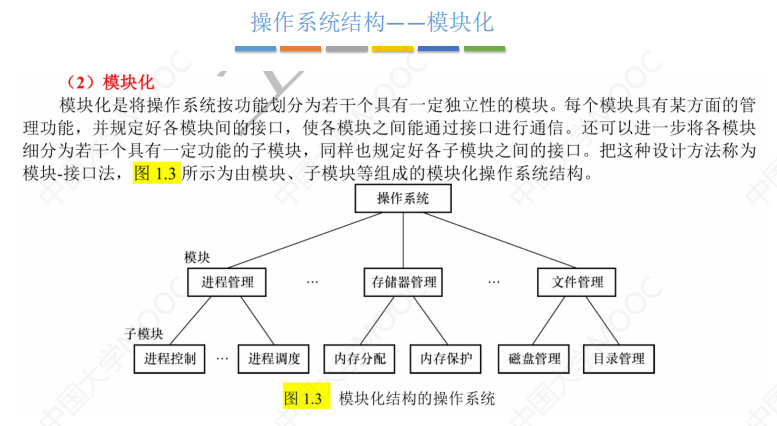 操作系统结构——模块化
（2）模块化
模块化是将操作系统按功能划分为若干个具有一定独立性的模块。每个模块具有某方面的管
理功能，并规定好各模块间的接口，使各模块之间能通过接口进行通信。还可以进一步将各模块
细分为若干个具有一定功能的子模块，同样也规定好各子模块之间的接口。把这种设计方法称为
模块-接口法，图 1.3 所示为由模块、子模块等组成的模块化操作系统结构。
操作系统
模块
进程管理 … 存储器管理 … 文件管理
子模块
进程控制 … 进程调度 内存分配 内存保护 磁盘管理 目录管理
图 1.3 模块化结构的操作系统
中国大学MOOC